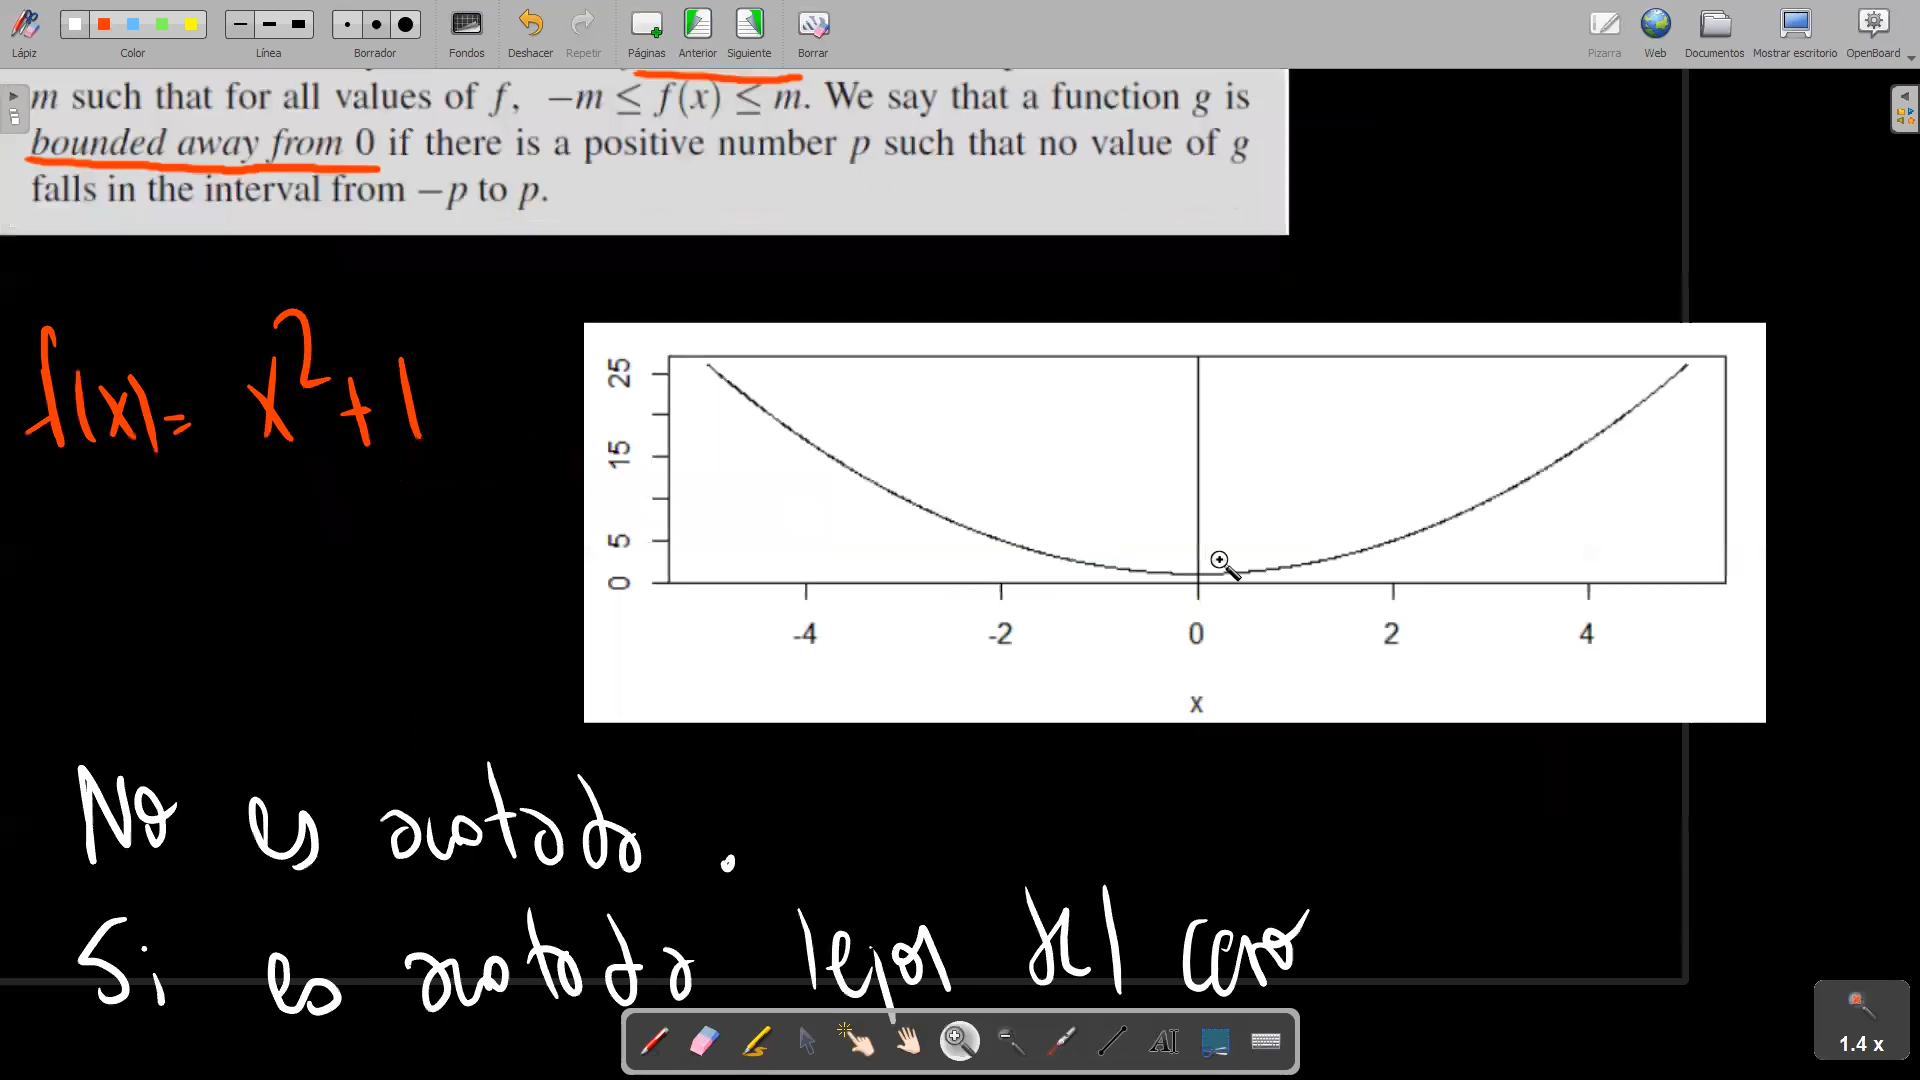 Lápiz Color Línea Borrador Fondos Deshacer Repetir Páginas Anterior Siguiente Borrar Pizarra Web Documentos Mostrar escritorio OpenBoard
m such that for all values of f, −m ≤ f(x) ≤ m. We say that a function g is
bounded away from 0 if there is a positive number p such that no value of g
falls in the interval from −p to p.
f(x) = x² + 1
25
15
5
0
-4 -2 0 2 4
x
No es acotado .
Si es acotado lejos del cero
1.4 x